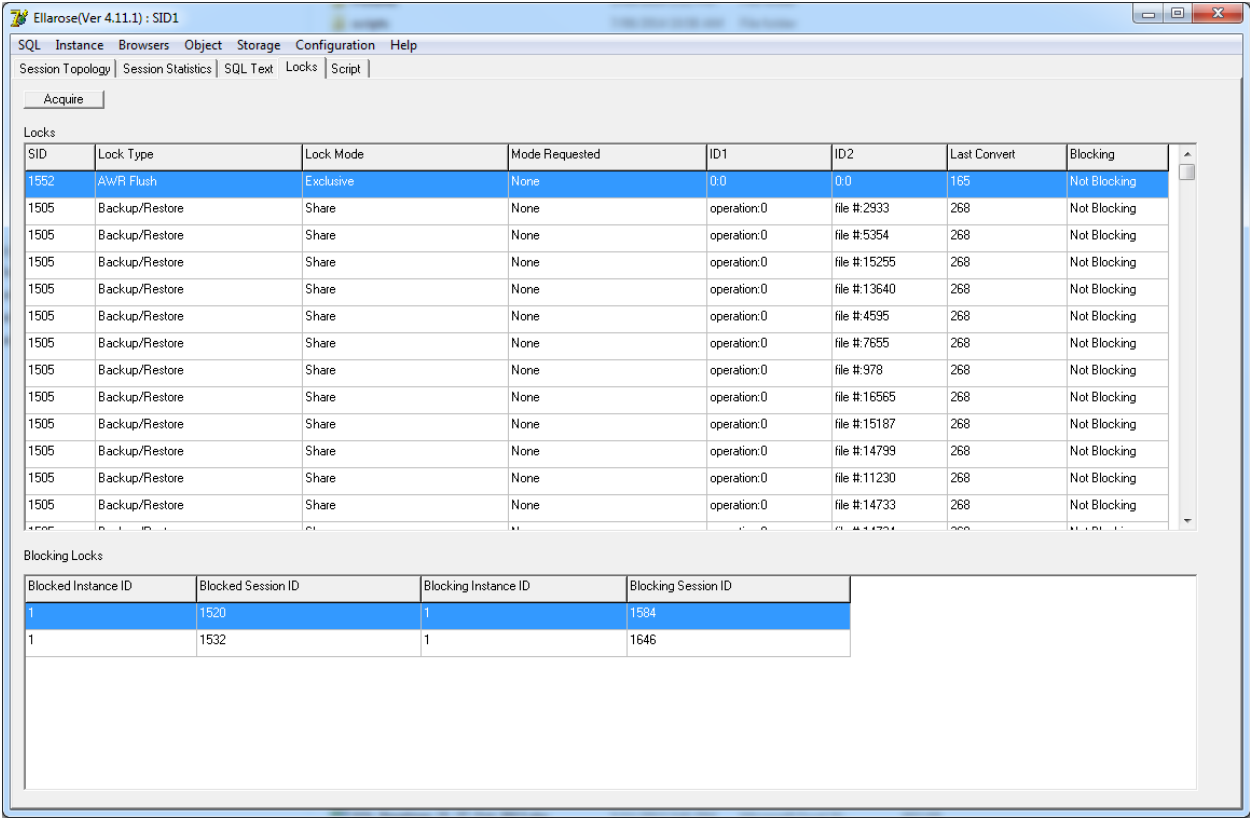 Ellarose(Ver 4.11.1) : SID1
SQL Instance Browsers Object Storage Configuration Help
Session Topology Session Statistics SQL Text Locks Script
Acquire
Locks
SID Lock Type Lock Mode Mode Requested ID1 ID2 Last Convert Blocking
1552 AWR Flush Exclusive None 0:0 0:0 165 Not Blocking
1505 Backup/Restore Share None operation:0 file #:2933 268 Not Blocking
1505 Backup/Restore Share None operation:0 file #:5354 268 Not Blocking
1505 Backup/Restore Share None operation:0 file #:15255 268 Not Blocking
1505 Backup/Restore Share None operation:0 file #:13640 268 Not Blocking
1505 Backup/Restore Share None operation:0 file #:4595 268 Not Blocking
1505 Backup/Restore Share None operation:0 file #:7655 268 Not Blocking
1505 Backup/Restore Share None operation:0 file #:978 268 Not Blocking
1505 Backup/Restore Share None operation:0 file #:16565 268 Not Blocking
1505 Backup/Restore Share None operation:0 file #:15187 268 Not Blocking
1505 Backup/Restore Share None operation:0 file #:14799 268 Not Blocking
1505 Backup/Restore Share None operation:0 file #:11230 268 Not Blocking
1505 Backup/Restore Share None operation:0 file #:14733 268 Not Blocking
Blocking Locks
Blocked Instance ID Blocked Session ID Blocking Instance ID Blocking Session ID
1 1520 1 1584
1 1532 1 1646